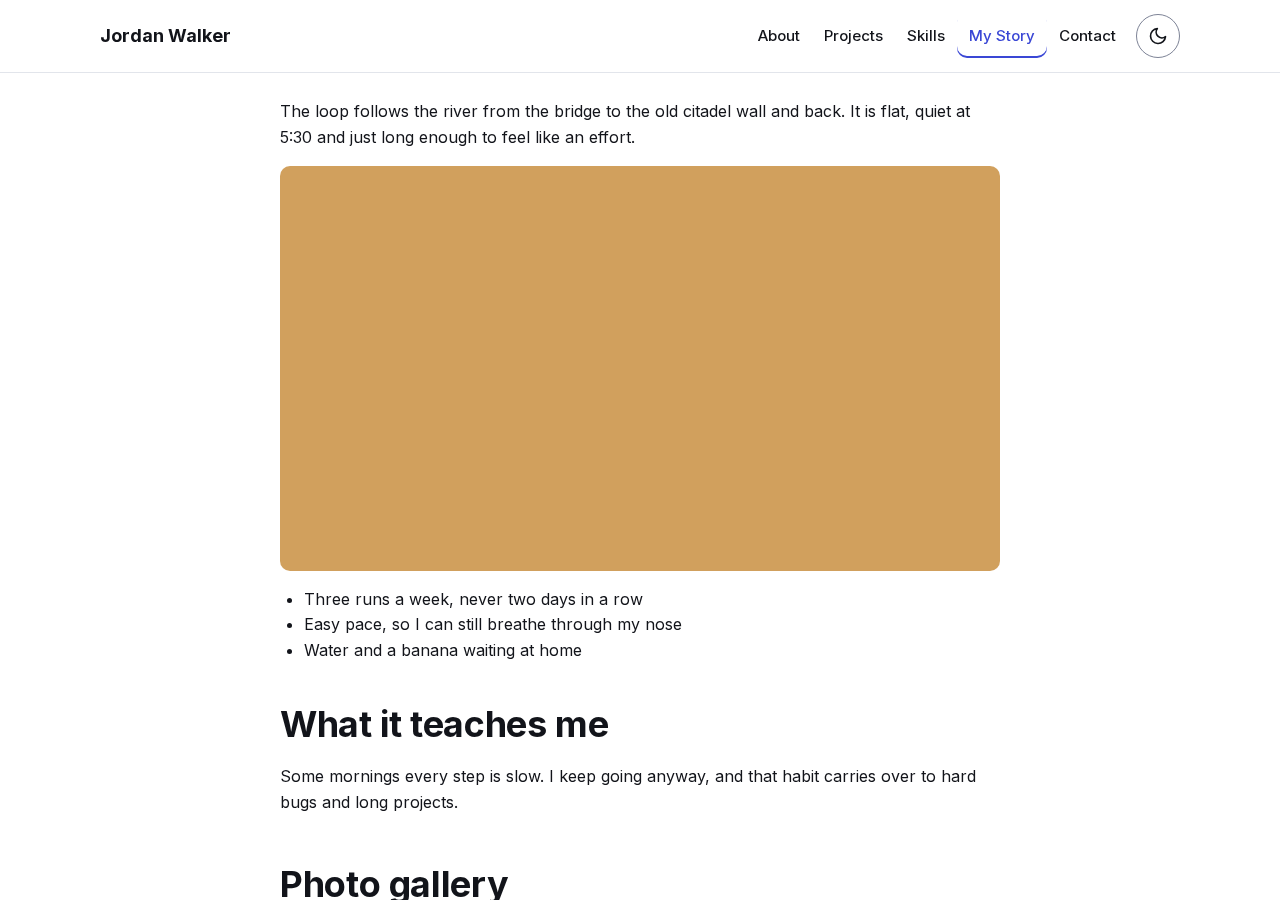 Jordan Walker
About
Projects
Skills
My Story
Contact
The loop follows the river from the bridge to the old citadel wall and back. It is flat, quiet at
5:30 and just long enough to feel like an effort.
Three runs a week, never two days in a row
Easy pace, so I can still breathe through my nose
Water and a banana waiting at home
What it teaches me
Some mornings every step is slow. I keep going anyway, and that habit carries over to hard
bugs and long projects.
Photo gallery